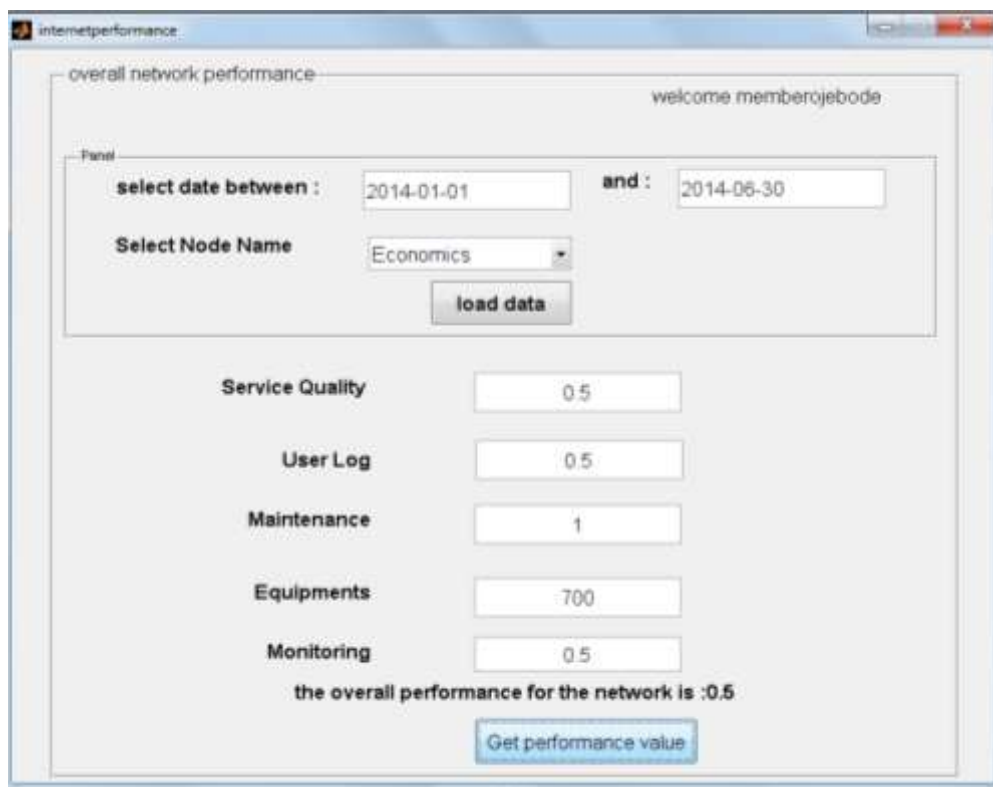 internetperformance
overall network performance
welcome memberojebode
Panel
select date between : 2014-01-01 and : 2014-06-30
Select Node Name Economics
load data
Service Quality 0.5
User Log 0.5
Maintenance 1
Equipments 700
Monitoring 0.5
the overall performance for the network is :0.5
Get performance value